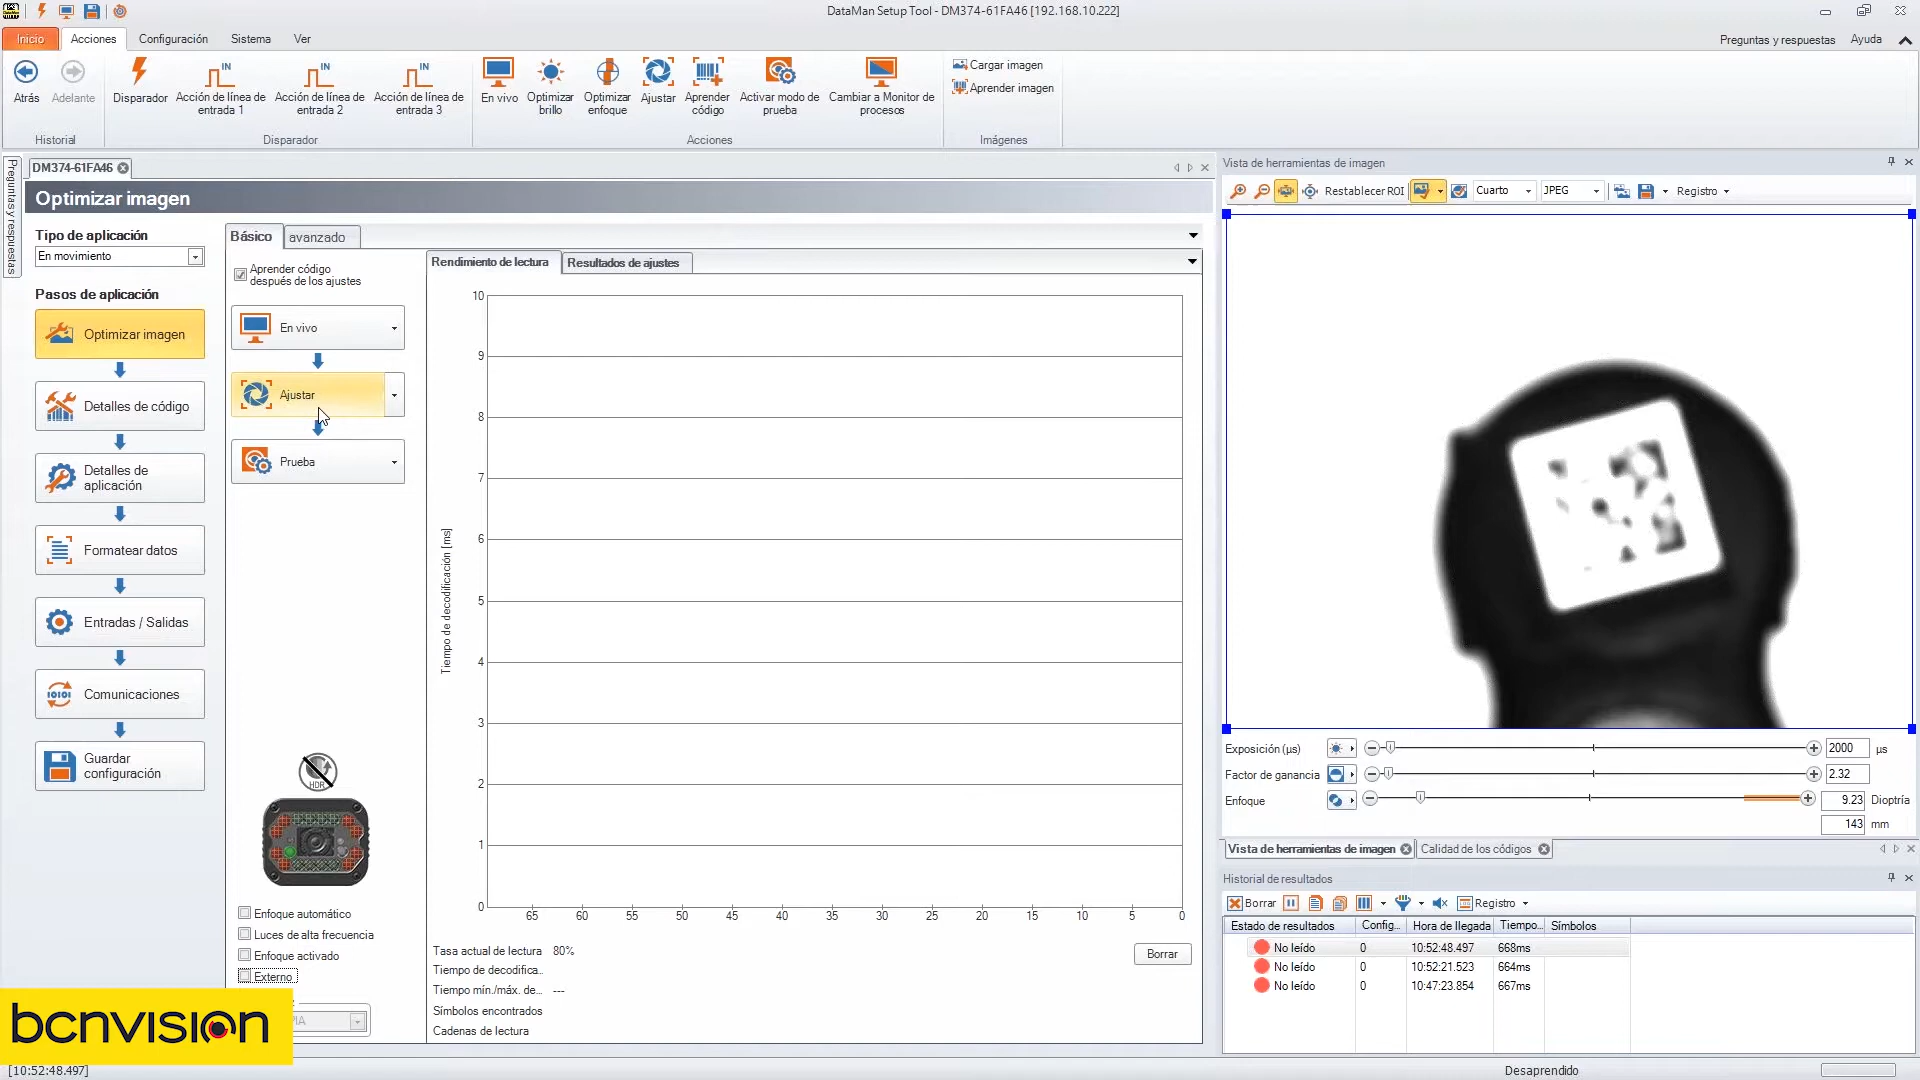 DataMan Setup Tool - DM374-61FA46 [192.168.10.222]
Inicio
Acciones
Configuración
Sistema
Ver
Preguntas y respuestas
Ayuda
Atrás
Adelante
Historial
Disparador
IN
Acción de línea de
entrada 1
IN
Acción de línea de
entrada 2
IN
Acción de línea de
entrada 3
Disparador
En vivo
Optimizar
brillo
Optimizar
enfoque
Ajustar
Aprender
código
Activar modo de
prueba
Cambiar a Monitor de
procesos
Acciones
Cargar imagen
Aprender imagen
Imágenes
Preguntas y respuestas
DM374-61FA46
Optimizar imagen
Tipo de aplicación
En movimiento
Pasos de aplicación
Optimizar imagen
Detalles de código
Detalles de
aplicación
Formatear datos
Entradas / Salidas
Comunicaciones
Guardar
configuración
Básico
avanzado
Aprender código
después de los ajustes
En vivo
Ajustar
Prueba
HDR
Enfoque automático
Luces de alta frecuencia
Enfoque activado
Externo
Rendimiento de lectura
Resultados de ajustes
10
9
8
7
6
5
4
3
2
1
0
Tiempo de decodificación [ms]
65 60 55 50 45 40 35 30 25 20 15 10 5 0
Tasa actual de lectura 80%
Tiempo de decodifica..
Tiempo mín./máx. de... ---
Símbolos encontrados
Cadenas de lectura
Borrar
Vista de herramientas de imagen
Restablecer ROI
Cuarto
JPEG
Registro
Exposición (µs) 2000 µs
Factor de ganancia 2.32
Enfoque 9.23 Dioptría
143 mm
Vista de herramientas de imagen
Calidad de los códigos
Historial de resultados
Borrar
Registro
Estado de resultados Config... Hora de llegada Tiempo... Símbolos
No leído 0 10:52:48.497 668ms
No leído 0 10:52:21.523 664ms
No leído 0 10:47:23.854 667ms
bcnvision
[10:52:48.497]
Desaprendido